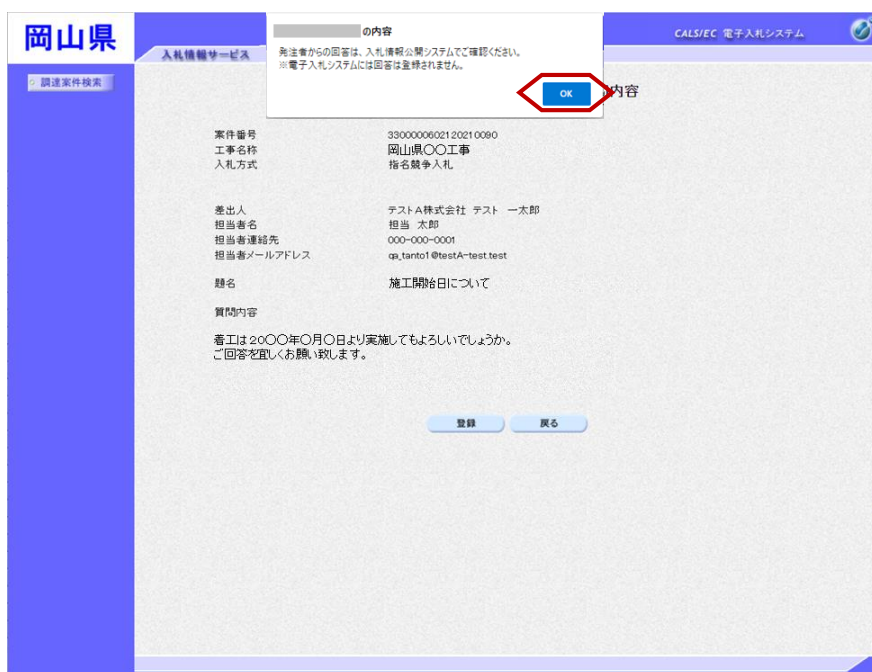 岡山県
の内容
CALS/EC 電子入札システム
入札情報サービス
発注者からの回答は、入札情報公開システムでご確認ください。
※電子入札システムには回答は登録されません。
OK
調達案件検索
内容
案件番号 3300000602120210090
工事名称 岡山県〇〇工事
入札方式 指名競争入札
差出人 テストA株式会社 テスト 一太郎
担当者名 担当 太郎
担当者連絡先 000-000-0001
担当者メールアドレス qa_tanto1@testA-test.test
題名 施工開始日について
質問内容
着工は20〇〇年〇月〇日より実施してもよろしいでしょうか。
ご回答を宜しくお願い致します。
登録 戻る